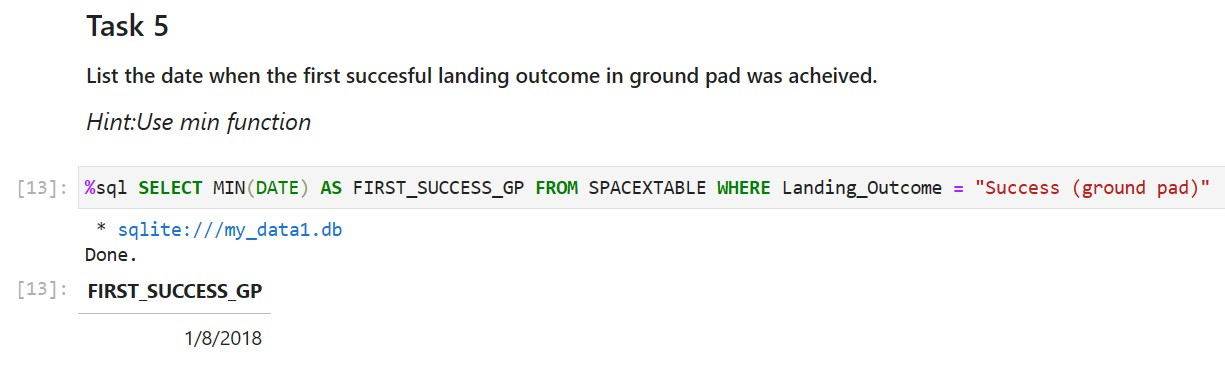 Task 5
List the date when the first succesful landing outcome in ground pad was acheived.
Hint:Use min function
[13]: %sql SELECT MIN(DATE) AS FIRST_SUCCESS_GP FROM SPACEXTABLE WHERE Landing_Outcome = "Success (ground pad)"
* sqlite:///my_data1.db
Done.
[13]: FIRST_SUCCESS_GP
1/8/2018